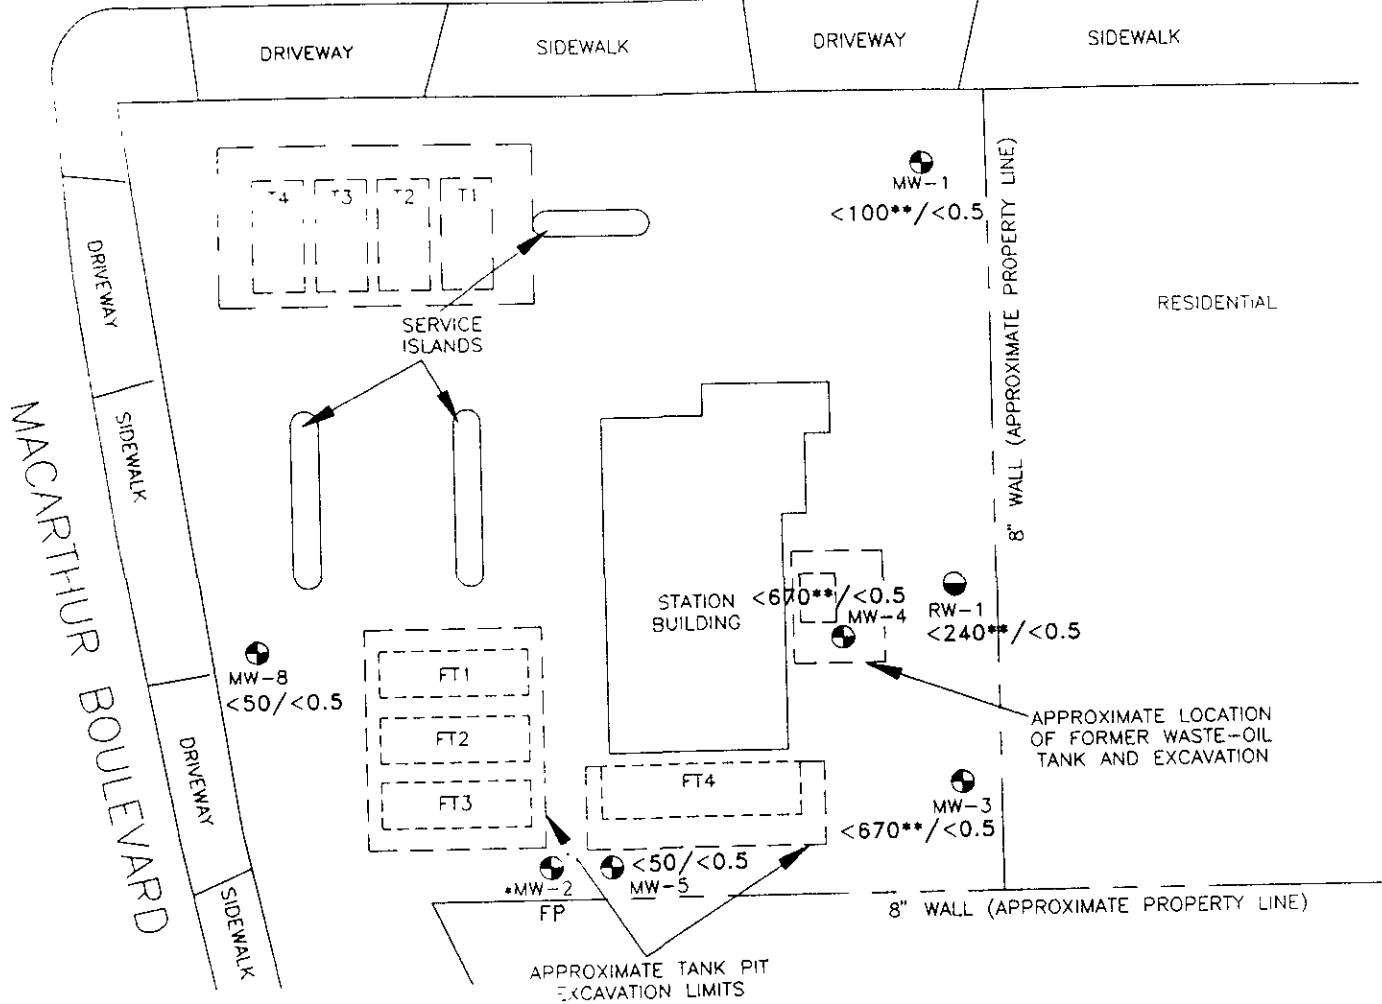 DRIVEWAY
SIDEWALK
DRIVEWAY
SIDEWALK
MW-1
<100**/<0.5
T4
T3
T2
T1
8" WALL (APPROXIMATE PROPERTY LINE)
RESIDENTIAL
DRIVEWAY
SERVICE
ISLANDS
SIDEWALK
MACARTHUR BOULEVARD
STATION
BUILDING
<670**/<0.5
MW-4
RW-1
<240**/<0.5
MW-8
<50/<0.5
FT1
FT2
FT3
FT4
APPROXIMATE LOCATION
OF FORMER WASTE-OIL
TANK AND EXCAVATION
DRIVEWAY
MW-3
<670**/<0.5
<50/<0.5
MW-5
*MW-2
FP
8" WALL (APPROXIMATE PROPERTY LINE)
SIDEWALK
APPROXIMATE TANK PIT
EXCAVATION LIMITS